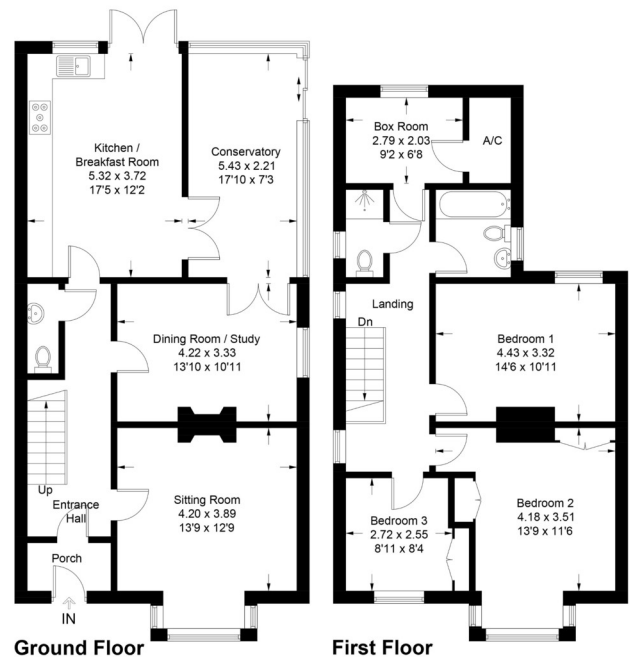 Kitchen /
Breakfast Room
5.32 x 3.72
17'5 x 12'2
Conservatory
5.43 x 2.21
17'10 x 7'3
Dining Room / Study
4.22 x 3.33
13'10 x 10'11
Up
Entrance
Hall
Sitting Room
4.20 x 3.89
13'9 x 12'9
Porch
IN
Ground Floor
Box Room
2.79 x 2.03
9'2 x 6'8
A/C
Landing
Dn
Bedroom 1
4.43 x 3.32
14'6 x 10'11
Bedroom 2
4.18 x 3.51
13'9 x 11'6
Bedroom 3
2.72 x 2.55
8'11 x 8'4
First Floor